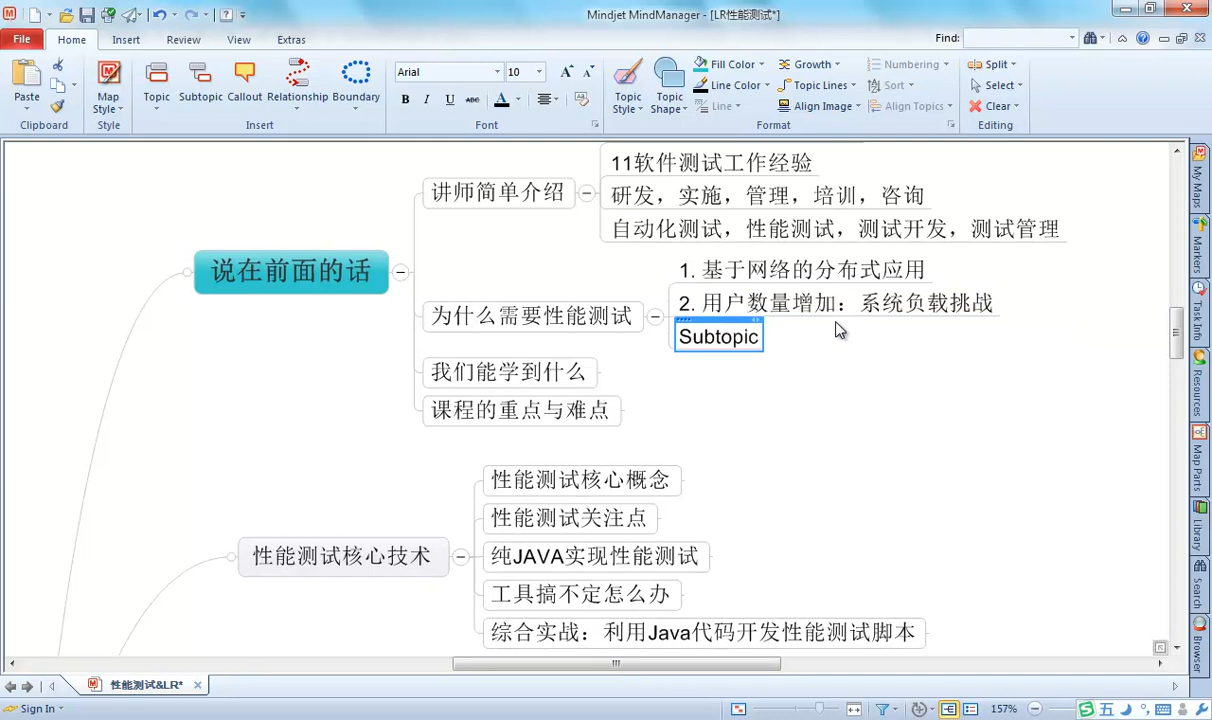 Mindjet MindManager - [LR性能测试*]
File
Home
Insert
Review
View
Extras
Find:
Paste
Clipboard
Map Style
Style
Topic
Subtopic
Callout
Relationship
Boundary
Insert
Arial
10
B I U abc A
Font
Topic Style
Topic Shape
Fill Color
Line Color
Line
Growth
Topic Lines
Align Image
Numbering
Sort
Align Topics
Format
Split
Select
Clear
Editing
11软件测试工作经验
讲师简单介绍
研发，实施，管理，培训，咨询
自动化测试，性能测试，测试开发，测试管理
说在前面的话
1. 基于网络的分布式应用
2. 用户数量增加：系统负载挑战
为什么需要性能测试
Subtopic
我们能学到什么
课程的重点与难点
性能测试核心概念
性能测试关注点
性能测试核心技术
纯JAVA实现性能测试
工具搞不定怎么办
综合实战：利用Java代码开发性能测试脚本
My Maps
Markers
Task Info
Resources
Map Parts
Library
Search
Browser
性能测试&LR*
Sign In
157%
五